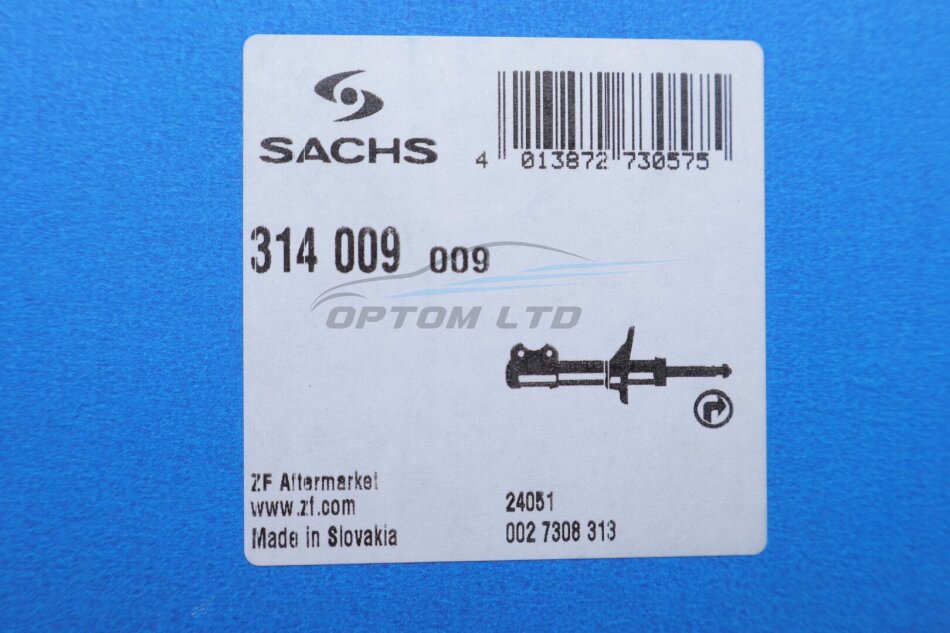 SACHS
4 013872 730575
314 009 009
OPTOM LTD
ZF Aftermarket
www.zf.com
Made in Slovakia
24051
002 7308 313